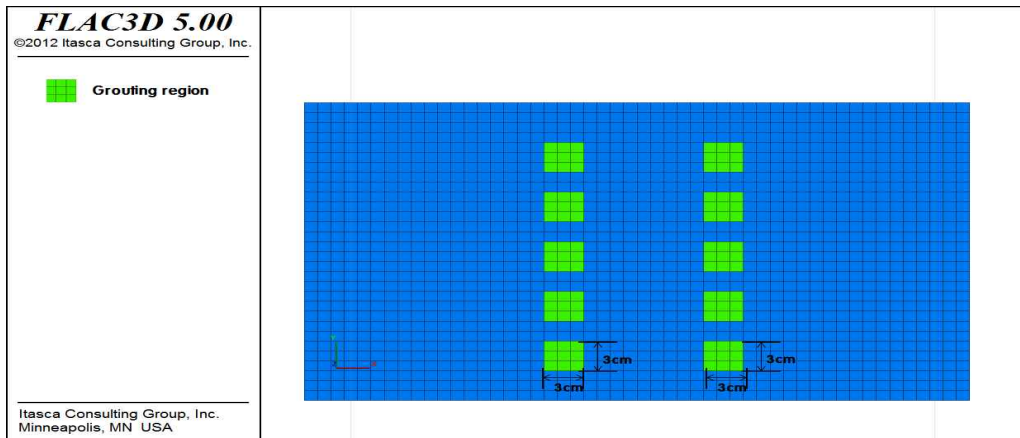 FLAC3D 5.00
©2012 Itasca Consulting Group, Inc.
Grouting region
3cm
3cm
3cm
3cm
Itasca Consulting Group, Inc.
Minneapolis, MN  USA